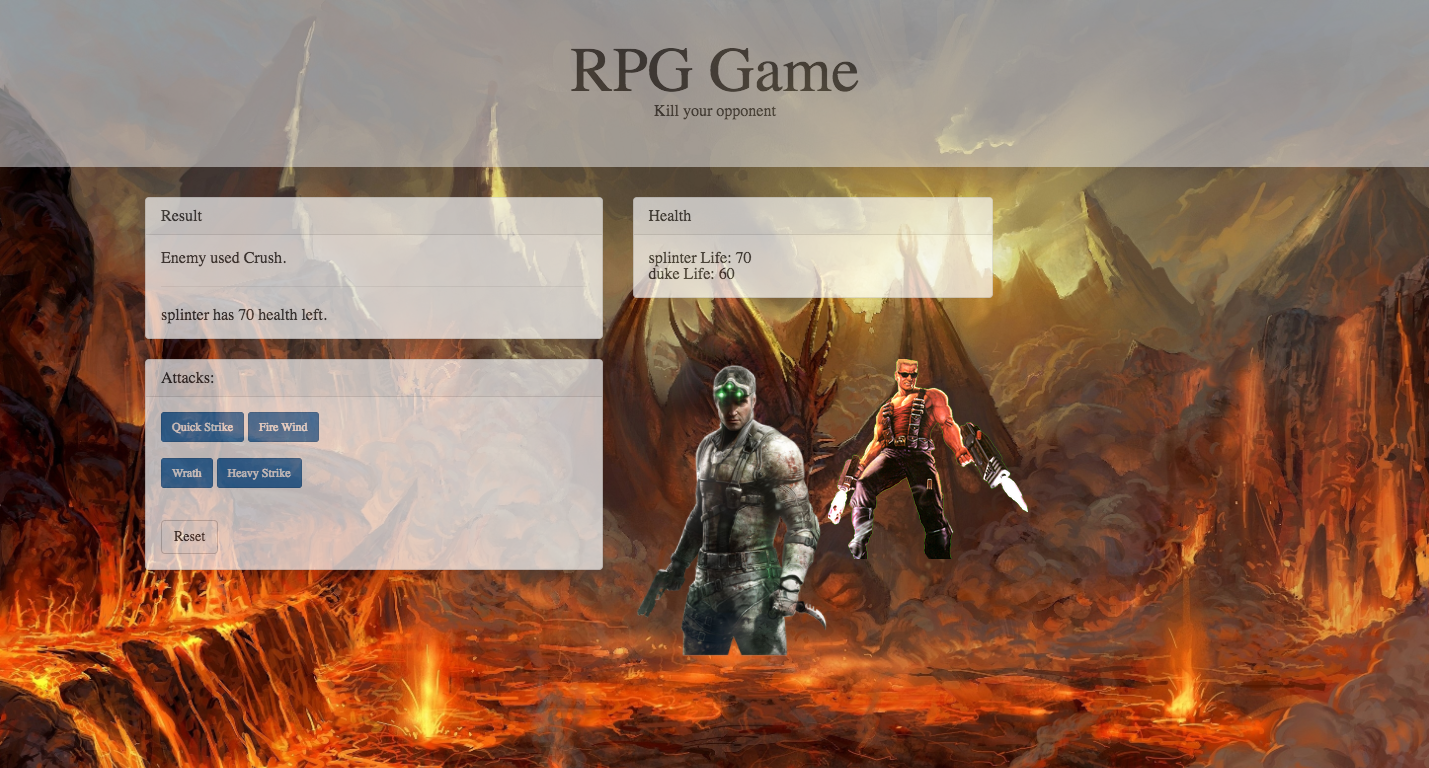 RPG Game
Kill your opponent
Result
Enemy used Crush.
splinter has 70 health left.
Attacks:
Quick Strike Fire Wind
Wrath Heavy Strike
Reset
Health
splinter Life: 70
duke Life: 60